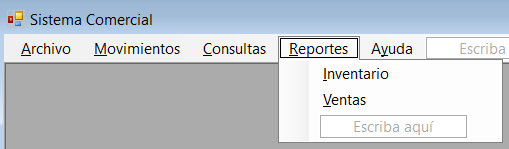 Sistema Comercial
Archivo Movimientos Consultas Reportes Ayuda Escriba
Inventario
Ventas
Escriba aquí